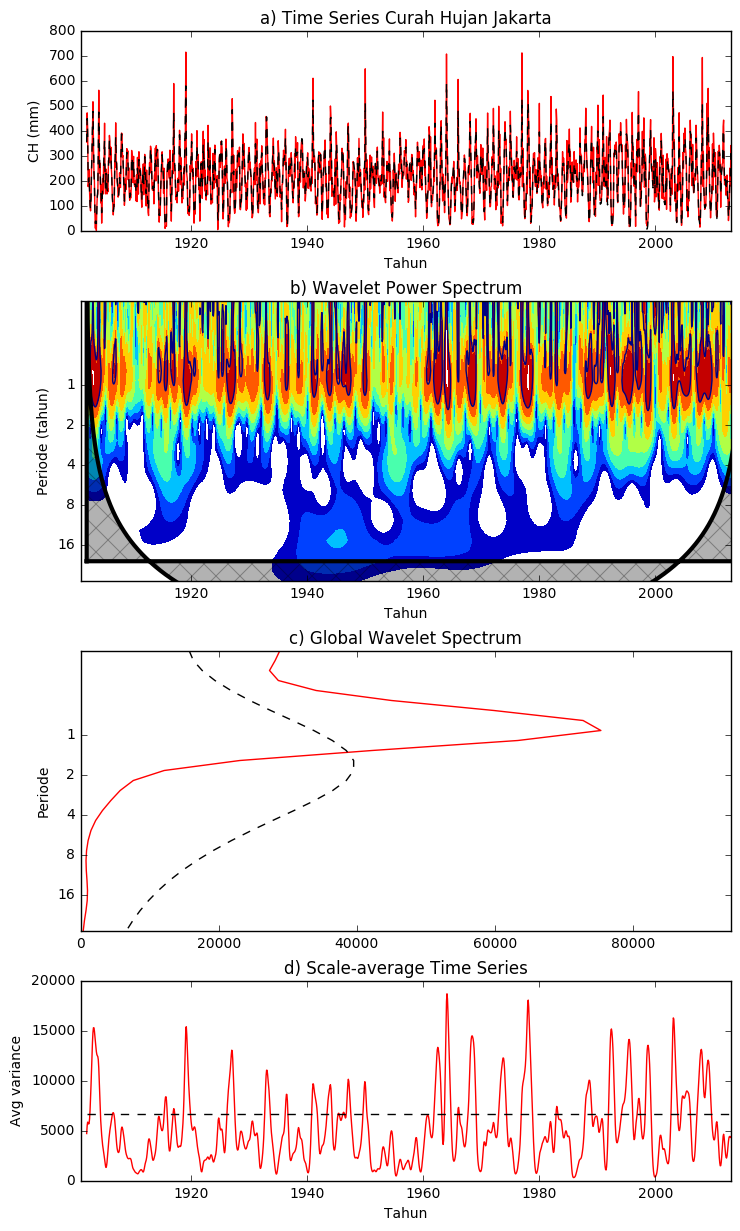 a) Time Series Curah Hujan Jakarta
800
700
600
500
400
300
200
100
0
CH (mm)
1920 1940 1960 1980 2000
Tahun
b) Wavelet Power Spectrum
1
2
4
8
16
Periode (tahun)
1920 1940 1960 1980 2000
Tahun
c) Global Wavelet Spectrum
1
2
4
8
16
Periode
0 20000 40000 60000 80000
d) Scale-average Time Series
20000
15000
10000
5000
0
Avg variance
1920 1940 1960 1980 2000
Tahun